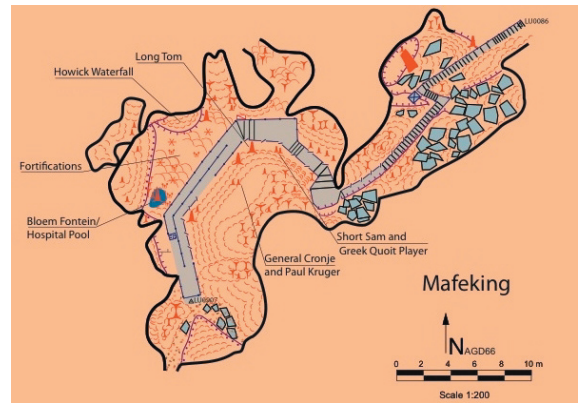 LU0086
Long Tom
Howick Waterfall
Fortifications
Bloem Fontein/
Hospital Pool
General Cronje
and Paul Kruger
Short Sam and
Greek Quoit Player
Mafeking
N AGD66
0 2 4 6 8 10 m
Scale 1:200